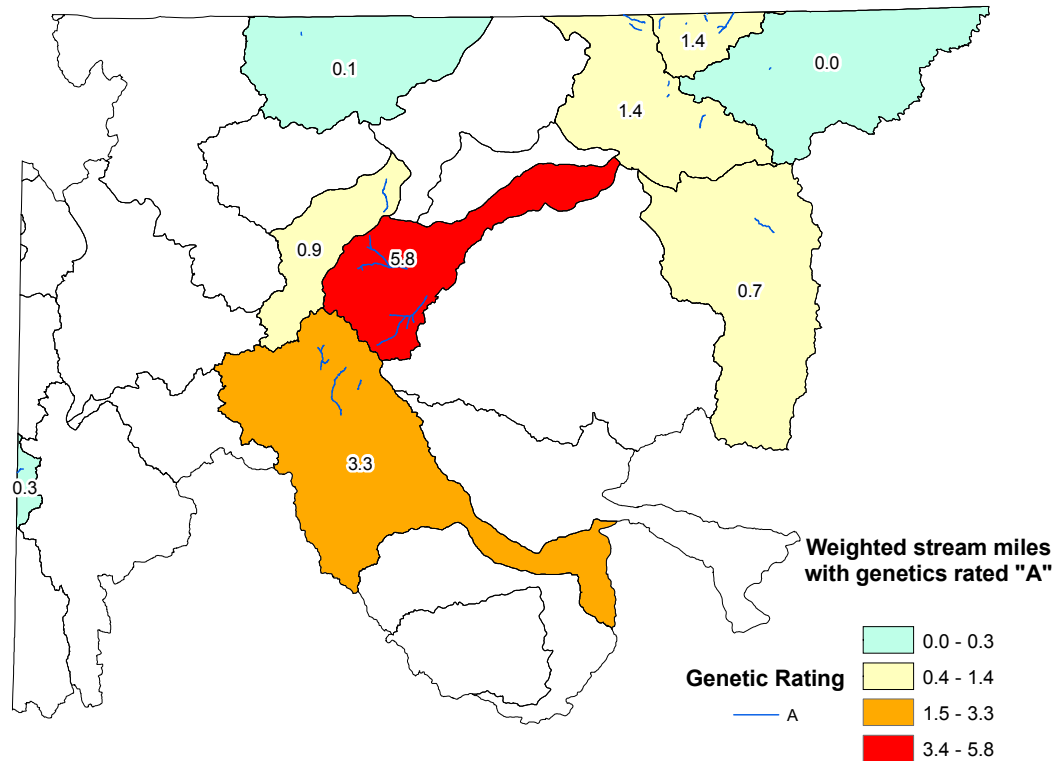 1.4
0.0
0.1
1.4
0.9
5.8
0.7
3.3
0.3
Weighted stream miles
with genetics rated "A"
0.0 - 0.3
Genetic Rating
0.4 - 1.4
A
1.5 - 3.3
3.4 - 5.8